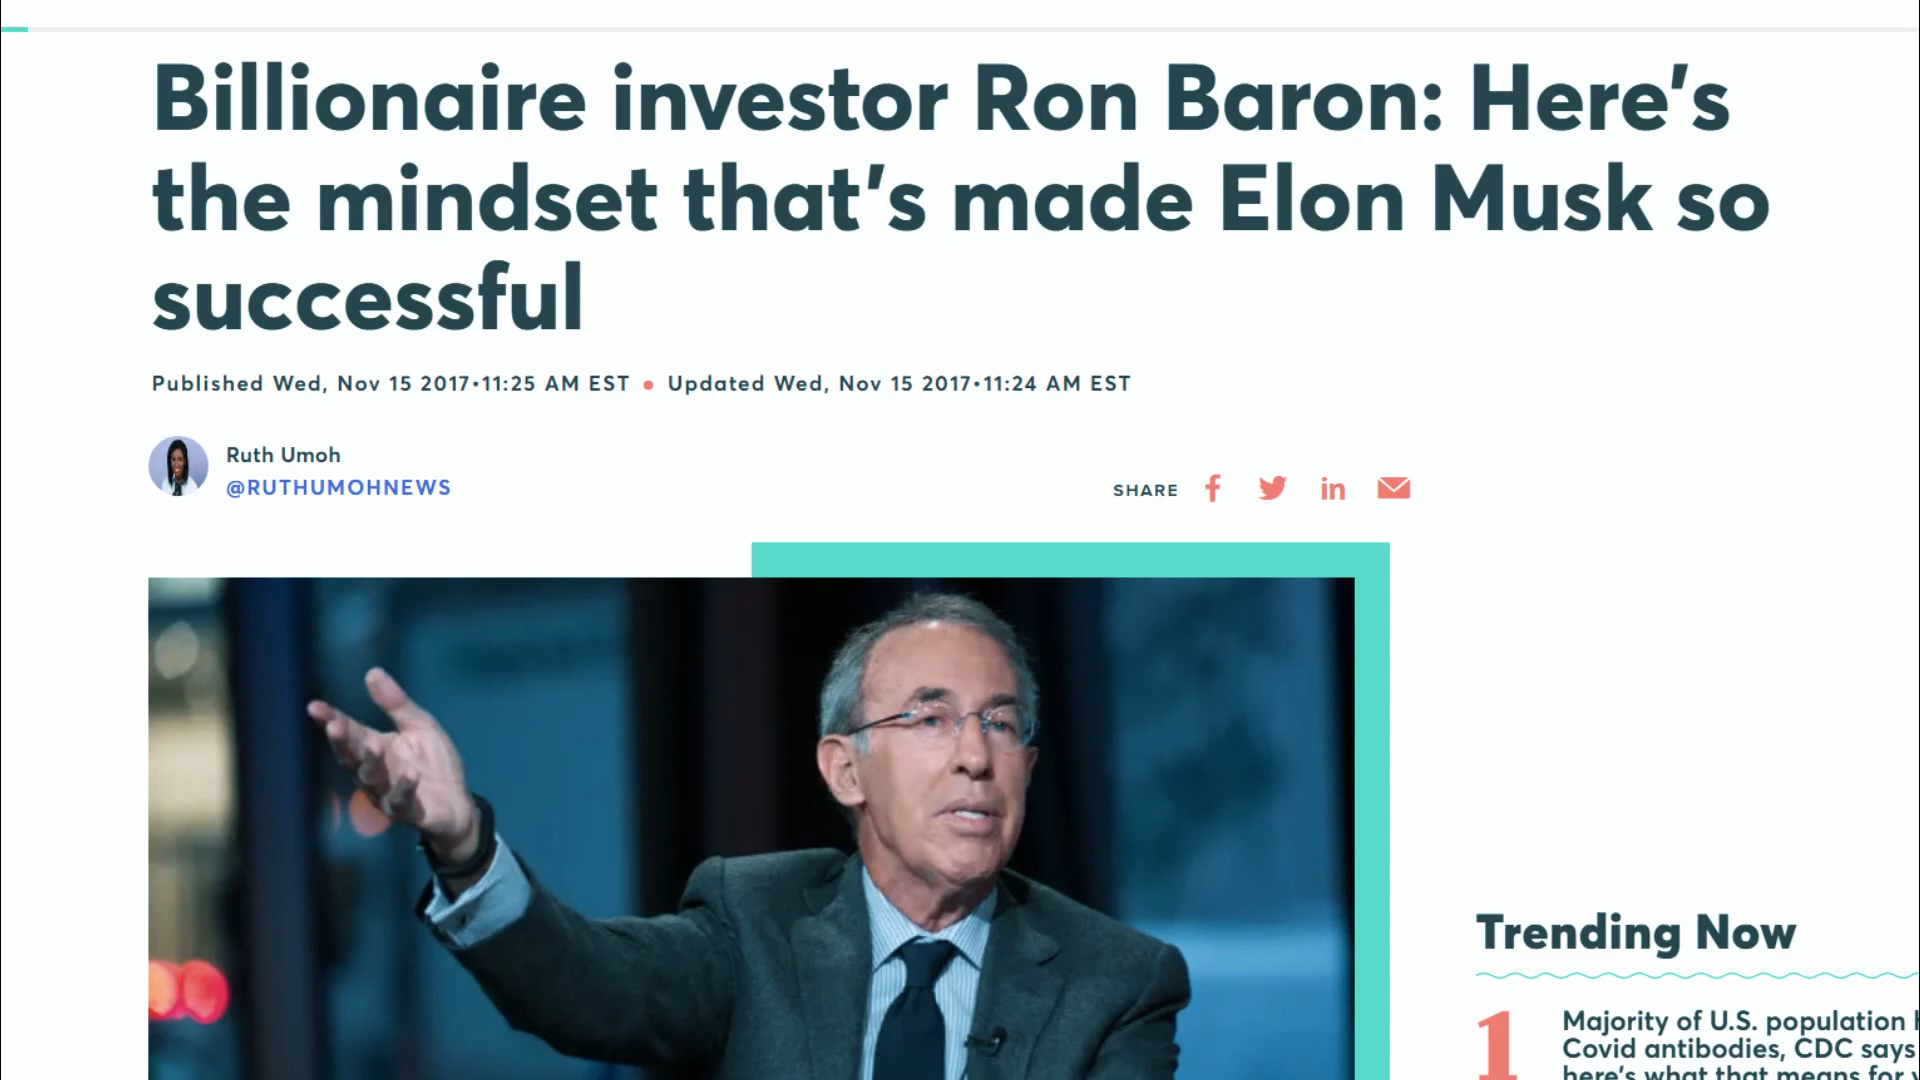 Billionaire investor Ron Baron: Here's
the mindset that's made Elon Musk so
successful
Published Wed, Nov 15 2017•11:25 AM EST • Updated Wed, Nov 15 2017•11:24 AM EST
Ruth Umoh
@RUTHUMOHNEWS
SHARE
Trending Now
1
Majority of U.S. population
Covid antibodies, CDC says
here's what that means for